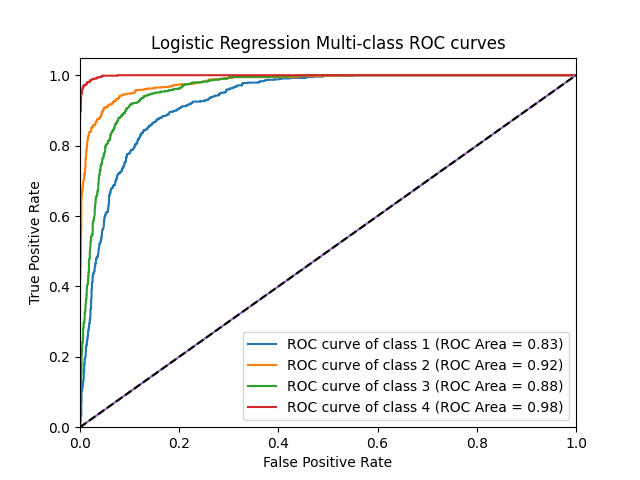 Logistic Regression Multi-class ROC curves
True Positive Rate
1.0
0.8
0.6
0.4
0.2
0.0
ROC curve of class 1 (ROC Area = 0.83)
ROC curve of class 2 (ROC Area = 0.92)
ROC curve of class 3 (ROC Area = 0.88)
ROC curve of class 4 (ROC Area = 0.98)
0.0 0.2 0.4 0.6 0.8 1.0
False Positive Rate